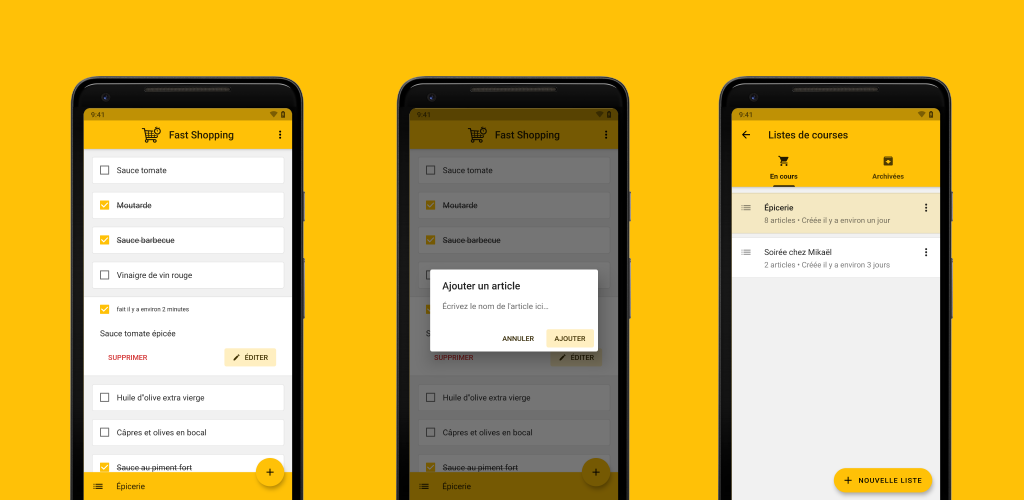 9:41
Fast Shopping
Sauce tomate
Moutarde
Sauce barbecue
Vinaigre de vin rouge
fait il y a environ 2 minutes
Sauce tomate épicée
SUPPRIMER
ÉDITER
Huile d"olive extra vierge
Câpres et olives en bocal
Sauce au piment fort
Épicerie
9:41
Fast Shopping
Sauce tomate
Moutarde
Sauce barbecue
Ajouter un article
Écrivez le nom de l'article ici...
ANNULER
AJOUTER
SUPPRIMER
ÉDITER
Huile d"olive extra vierge
Câpres et olives en bocal
Sauce au piment fort
Épicerie
9:41
Listes de courses
En cours
Archivées
Épicerie
8 articles • Créée il y a environ un jour
Soirée chez Mikaël
2 articles • Créée il y a environ 3 jours
NOUVELLE LISTE